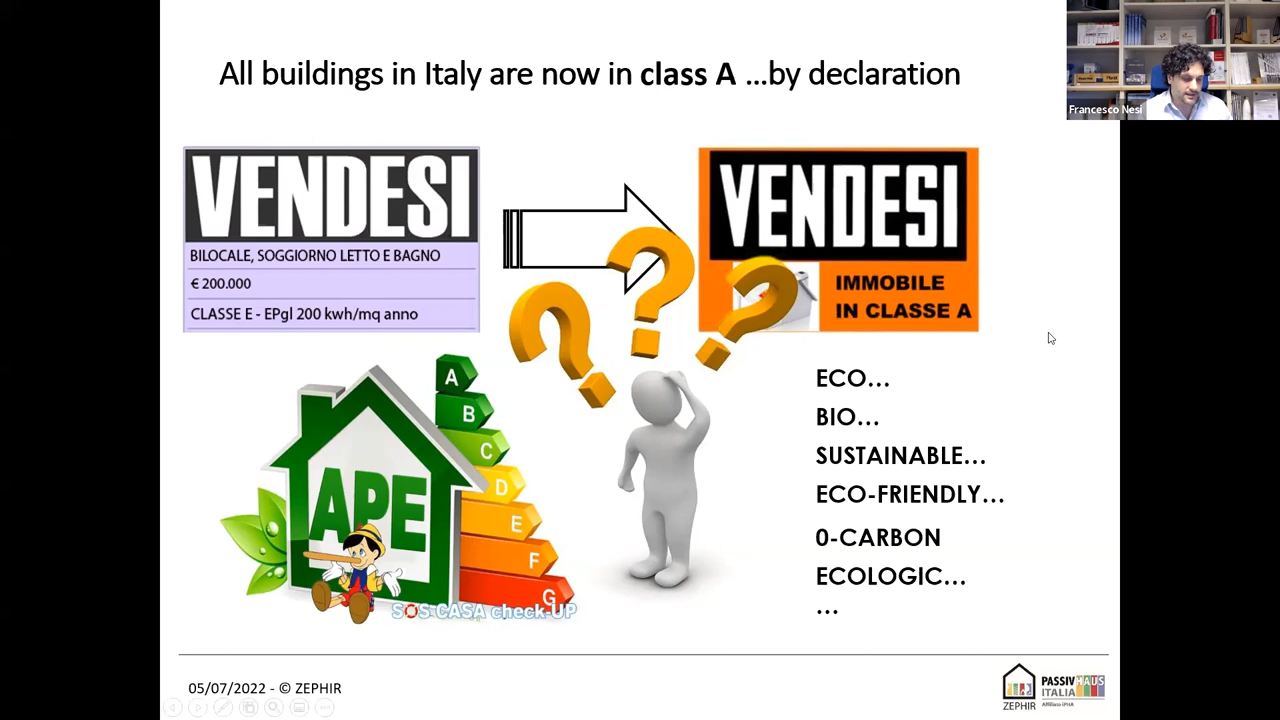 All buildings in Italy are now in class A ...by declaration
Francesco Nesi
VENDESI
BILOCALE, SOGGIORNO LETTO E BAGNO
€ 200.000
CLASSE E - EPgl 200 kwh/mq anno
VENDESI
IMMOBILE
IN CLASSE A
A
B
C
D
E
F
G
APE
SOS CASA check-UP
ECO...
BIO...
SUSTAINABLE...
ECO-FRIENDLY...
0-CARBON
ECOLOGIC...
...
05/07/2022 - © ZEPHIR
ZEPHIR
PASSIVHAUS
ITALIA
Affiliato iPHA